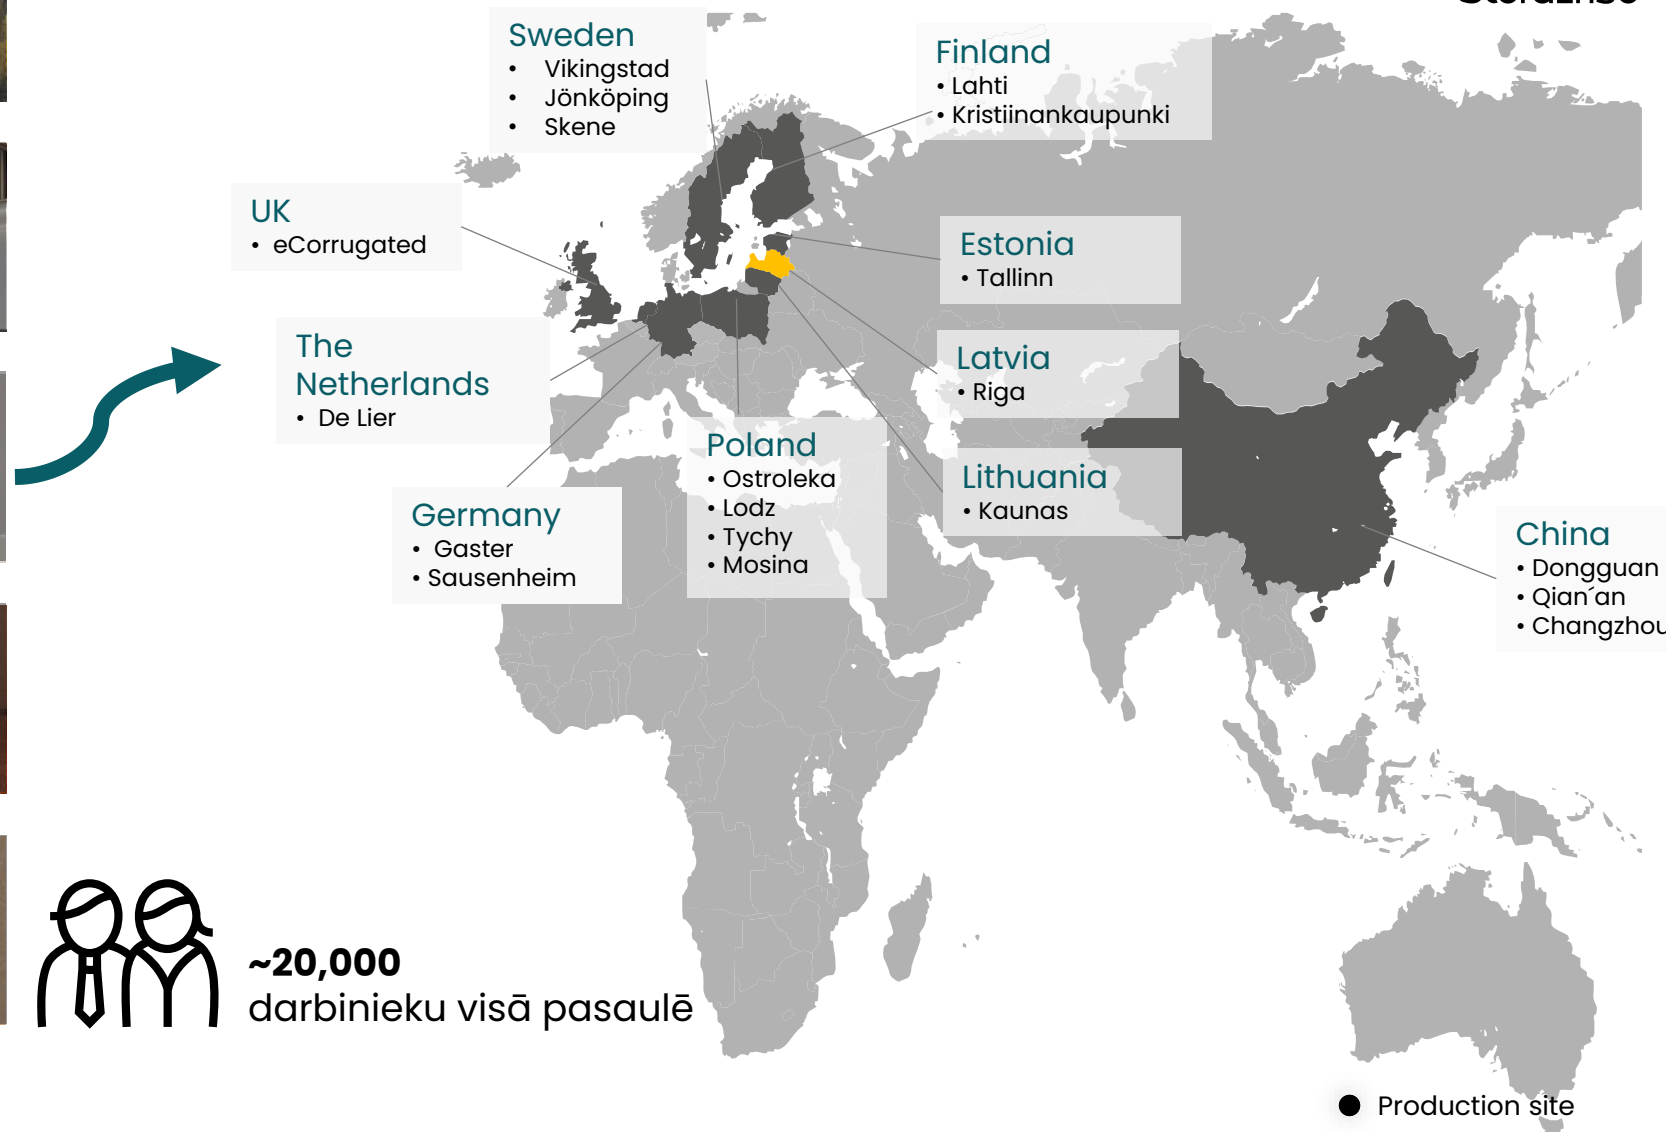 Sweden
• Vikingstad
• Jönköping
• Skene
Finland
• Lahti
• Kristiinankaupunki
UK
• eCorrugated
Estonia
• Tallinn
The
Netherlands
• De Lier
Latvia
• Riga
Poland
• Ostroleka
• Lodz
• Tychy
• Mosina
Lithuania
• Kaunas
Germany
• Gaster
• Sausenheim
China
• Dongguan
• Qian´an
• Changzhou
~20,000
darbinieku visā pasaulē
Production site